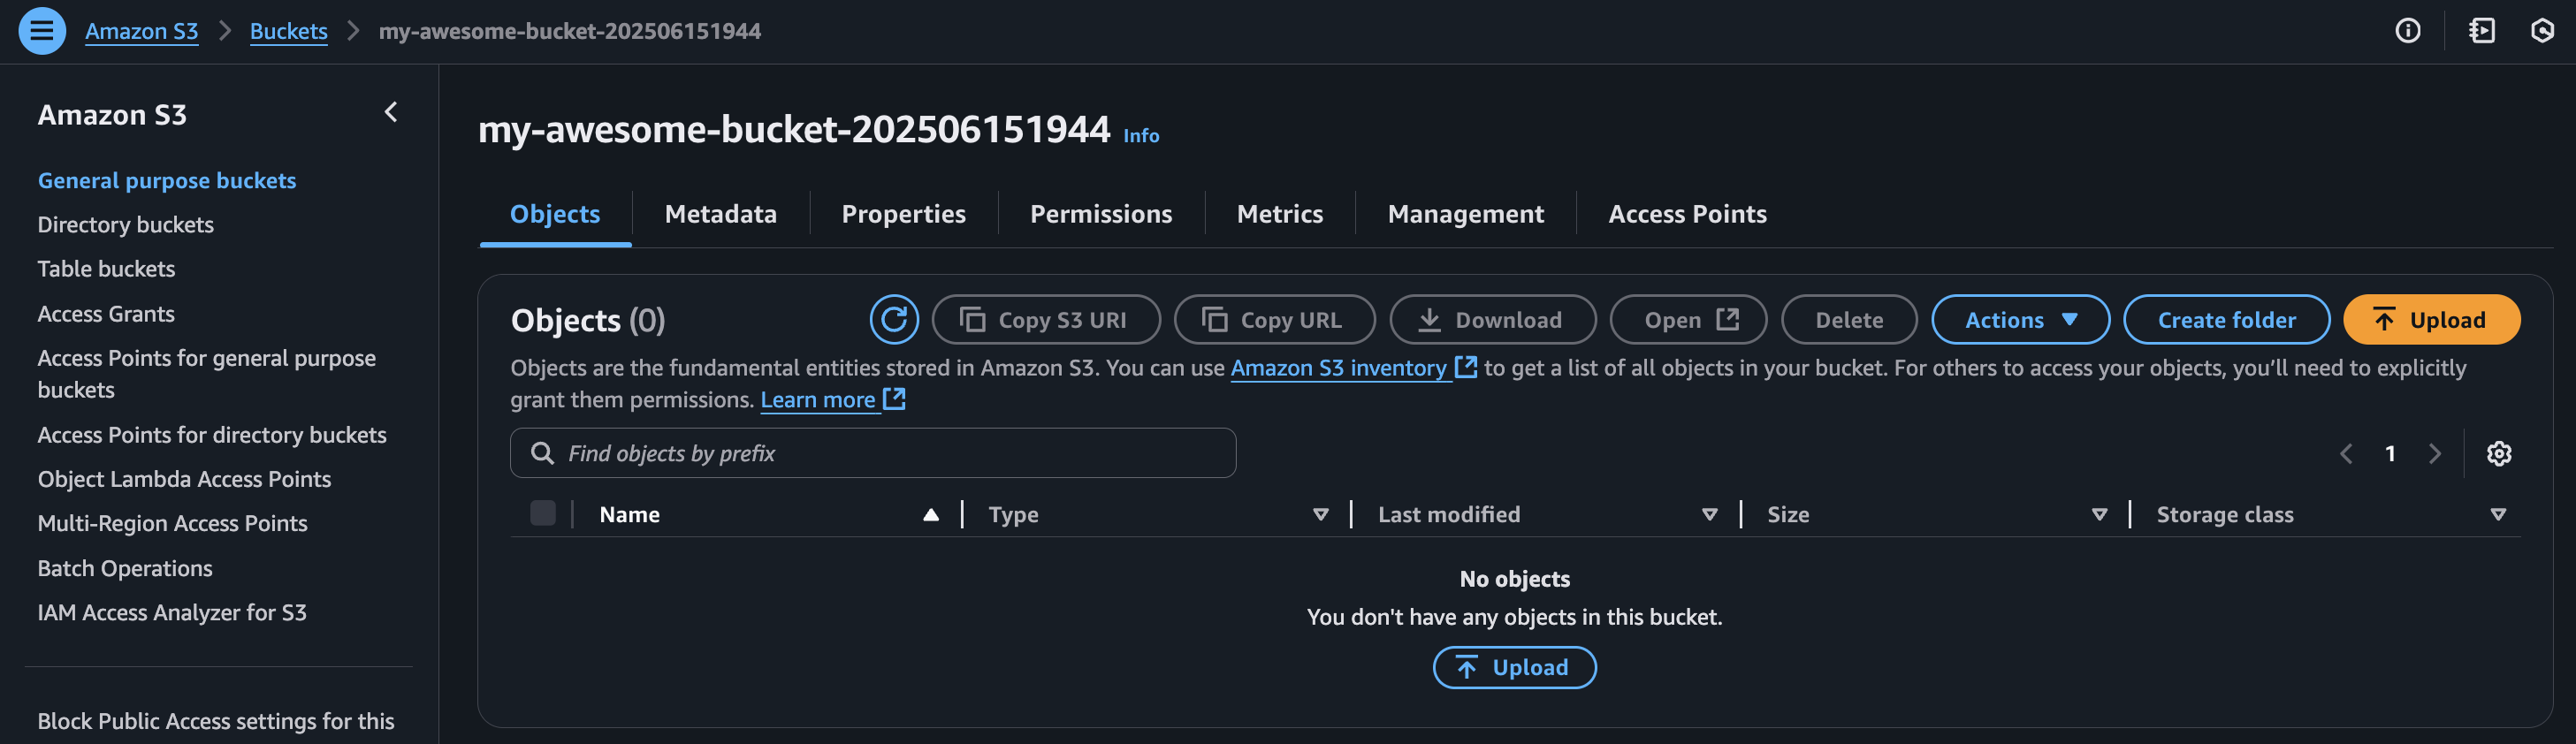 Amazon S3 > Buckets > my-awesome-bucket-202506151944
Amazon S3
General purpose buckets
Directory buckets
Table buckets
Access Grants
Access Points for general purpose
buckets
Access Points for directory buckets
Object Lambda Access Points
Multi-Region Access Points
Batch Operations
IAM Access Analyzer for S3
Block Public Access settings for this
my-awesome-bucket-202506151944 Info
Objects Metadata Properties Permissions Metrics Management Access Points
Objects (0) Copy S3 URI Copy URL Download Open Delete Actions Create folder Upload
Objects are the fundamental entities stored in Amazon S3. You can use Amazon S3 inventory to get a list of all objects in your bucket. For others to access your objects, you’ll need to explicitly
grant them permissions. Learn more
Find objects by prefix 1
Name Type Last modified Size Storage class
No objects
You don't have any objects in this bucket.
Upload